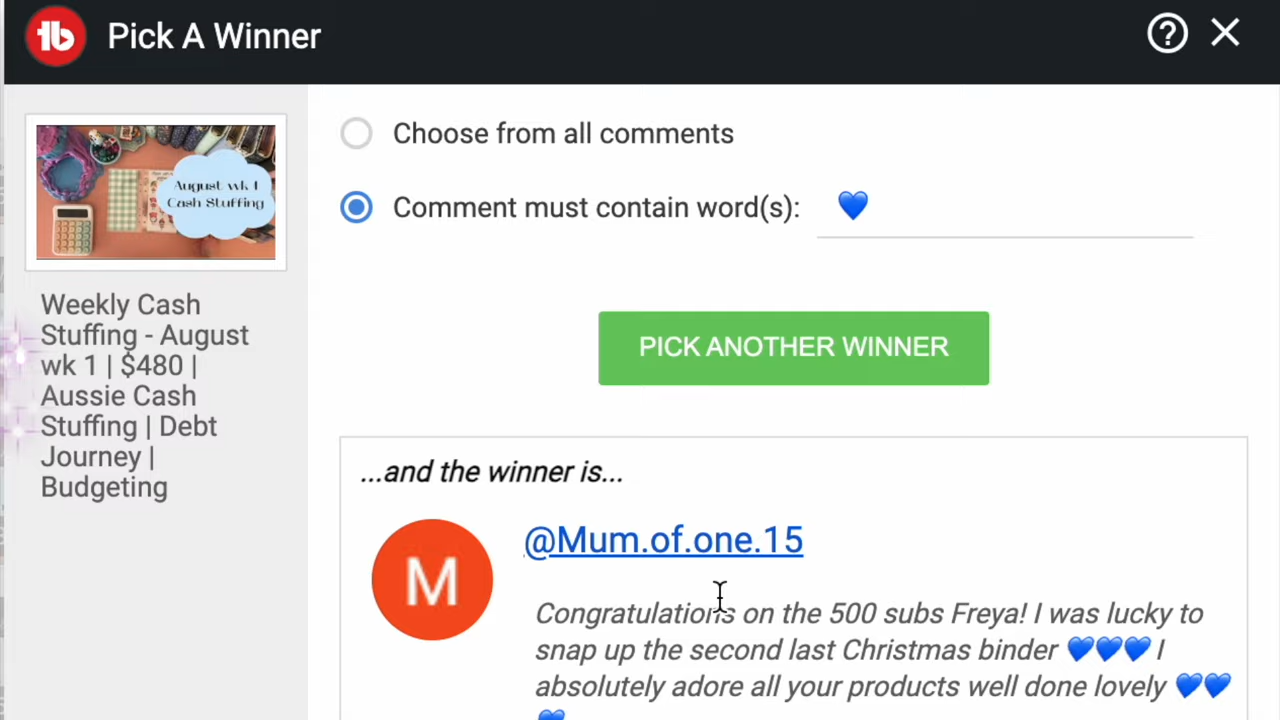 tb Pick A Winner
Choose from all comments
Comment must contain word(s): 💙
August wk 1
Cash Stuffing
Weekly Cash
Stuffing - August
wk 1 | $480 |
Aussie Cash
Stuffing | Debt
Journey |
Budgeting
PICK ANOTHER WINNER
...and the winner is...
M
@Mum.of.one.15
Congratulations on the 500 subs Freya! I was lucky to
snap up the second last Christmas binder 💙💙💙 I
absolutely adore all your products well done lovely 💙💙
💙